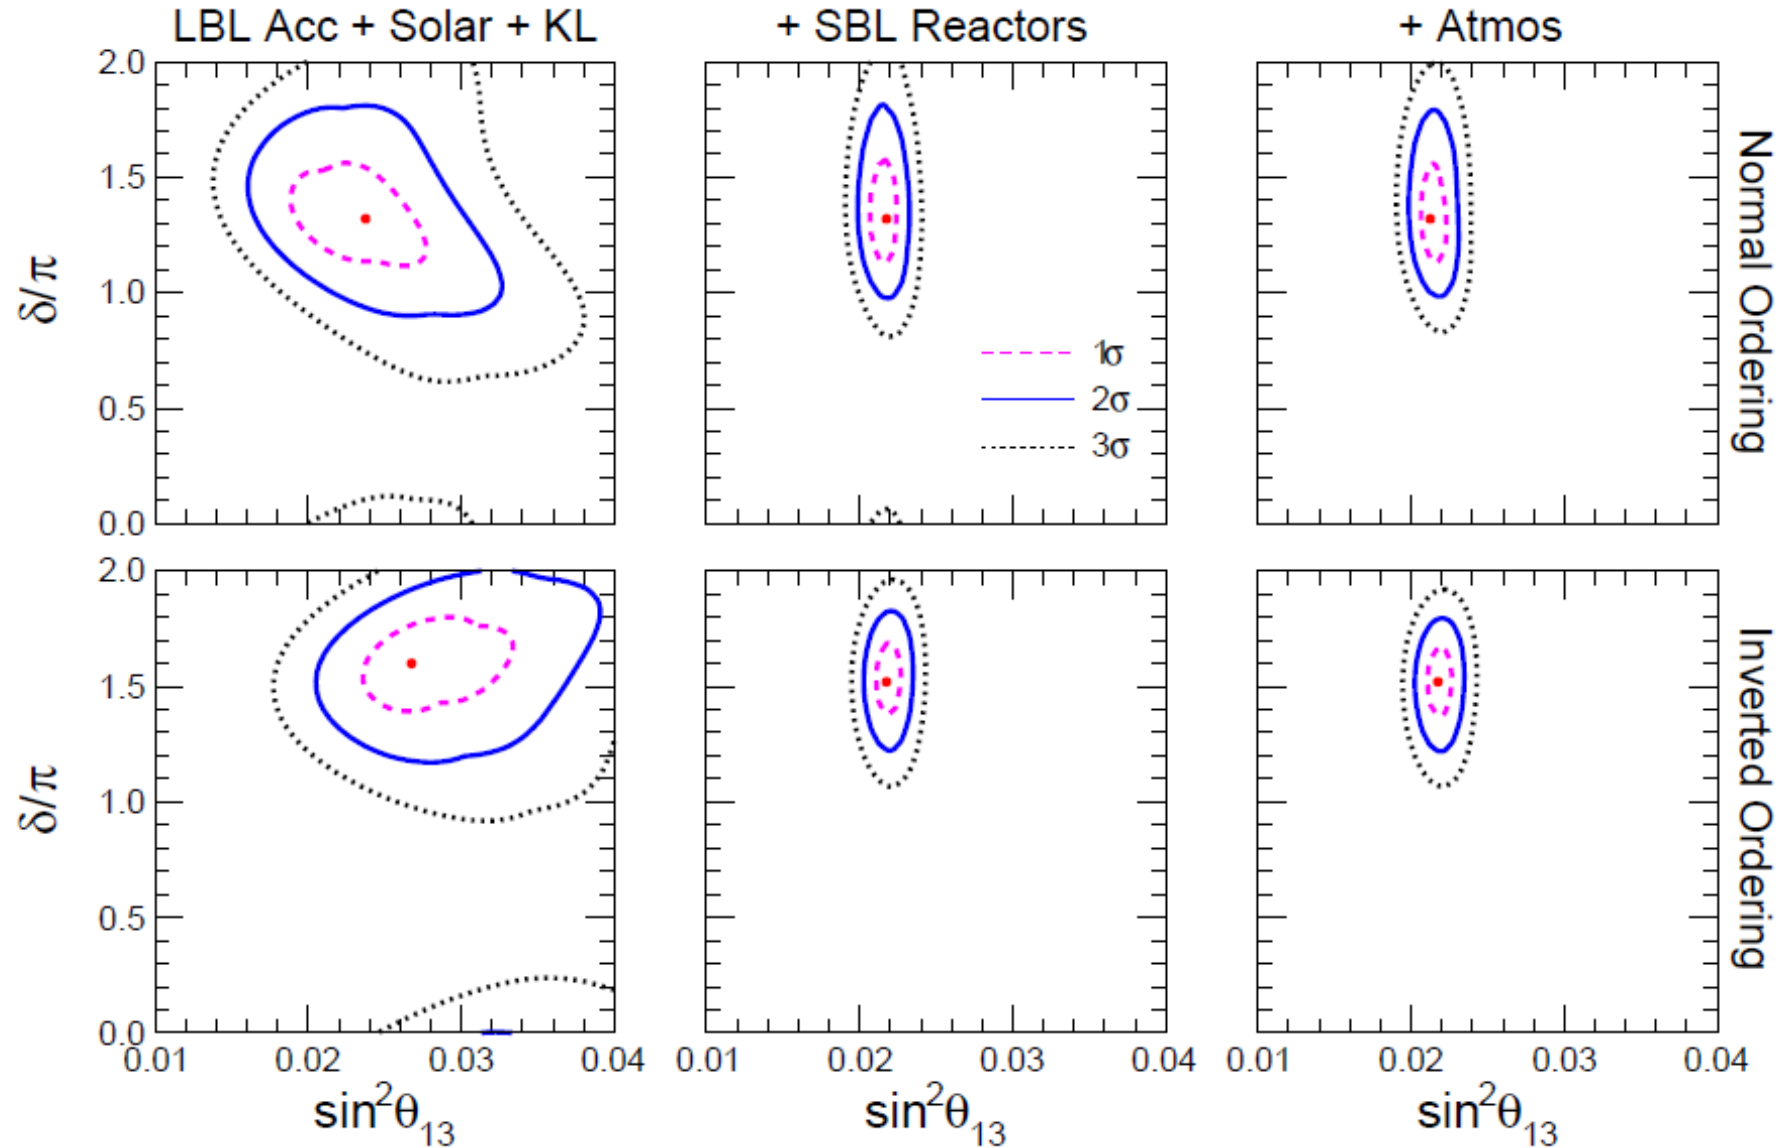 LBL Acc + Solar + KL
+ SBL Reactors
+ Atmos
2.0
1.5
1.0
0.5
0.0
δ/π
1σ
2σ
3σ
Normal Ordering
2.0
1.5
1.0
0.5
0.0
δ/π
Inverted Ordering
0.01 0.02 0.03 0.04
0.01 0.02 0.03 0.04
0.01 0.02 0.03 0.04
sin²θ₁₃
sin²θ₁₃
sin²θ₁₃